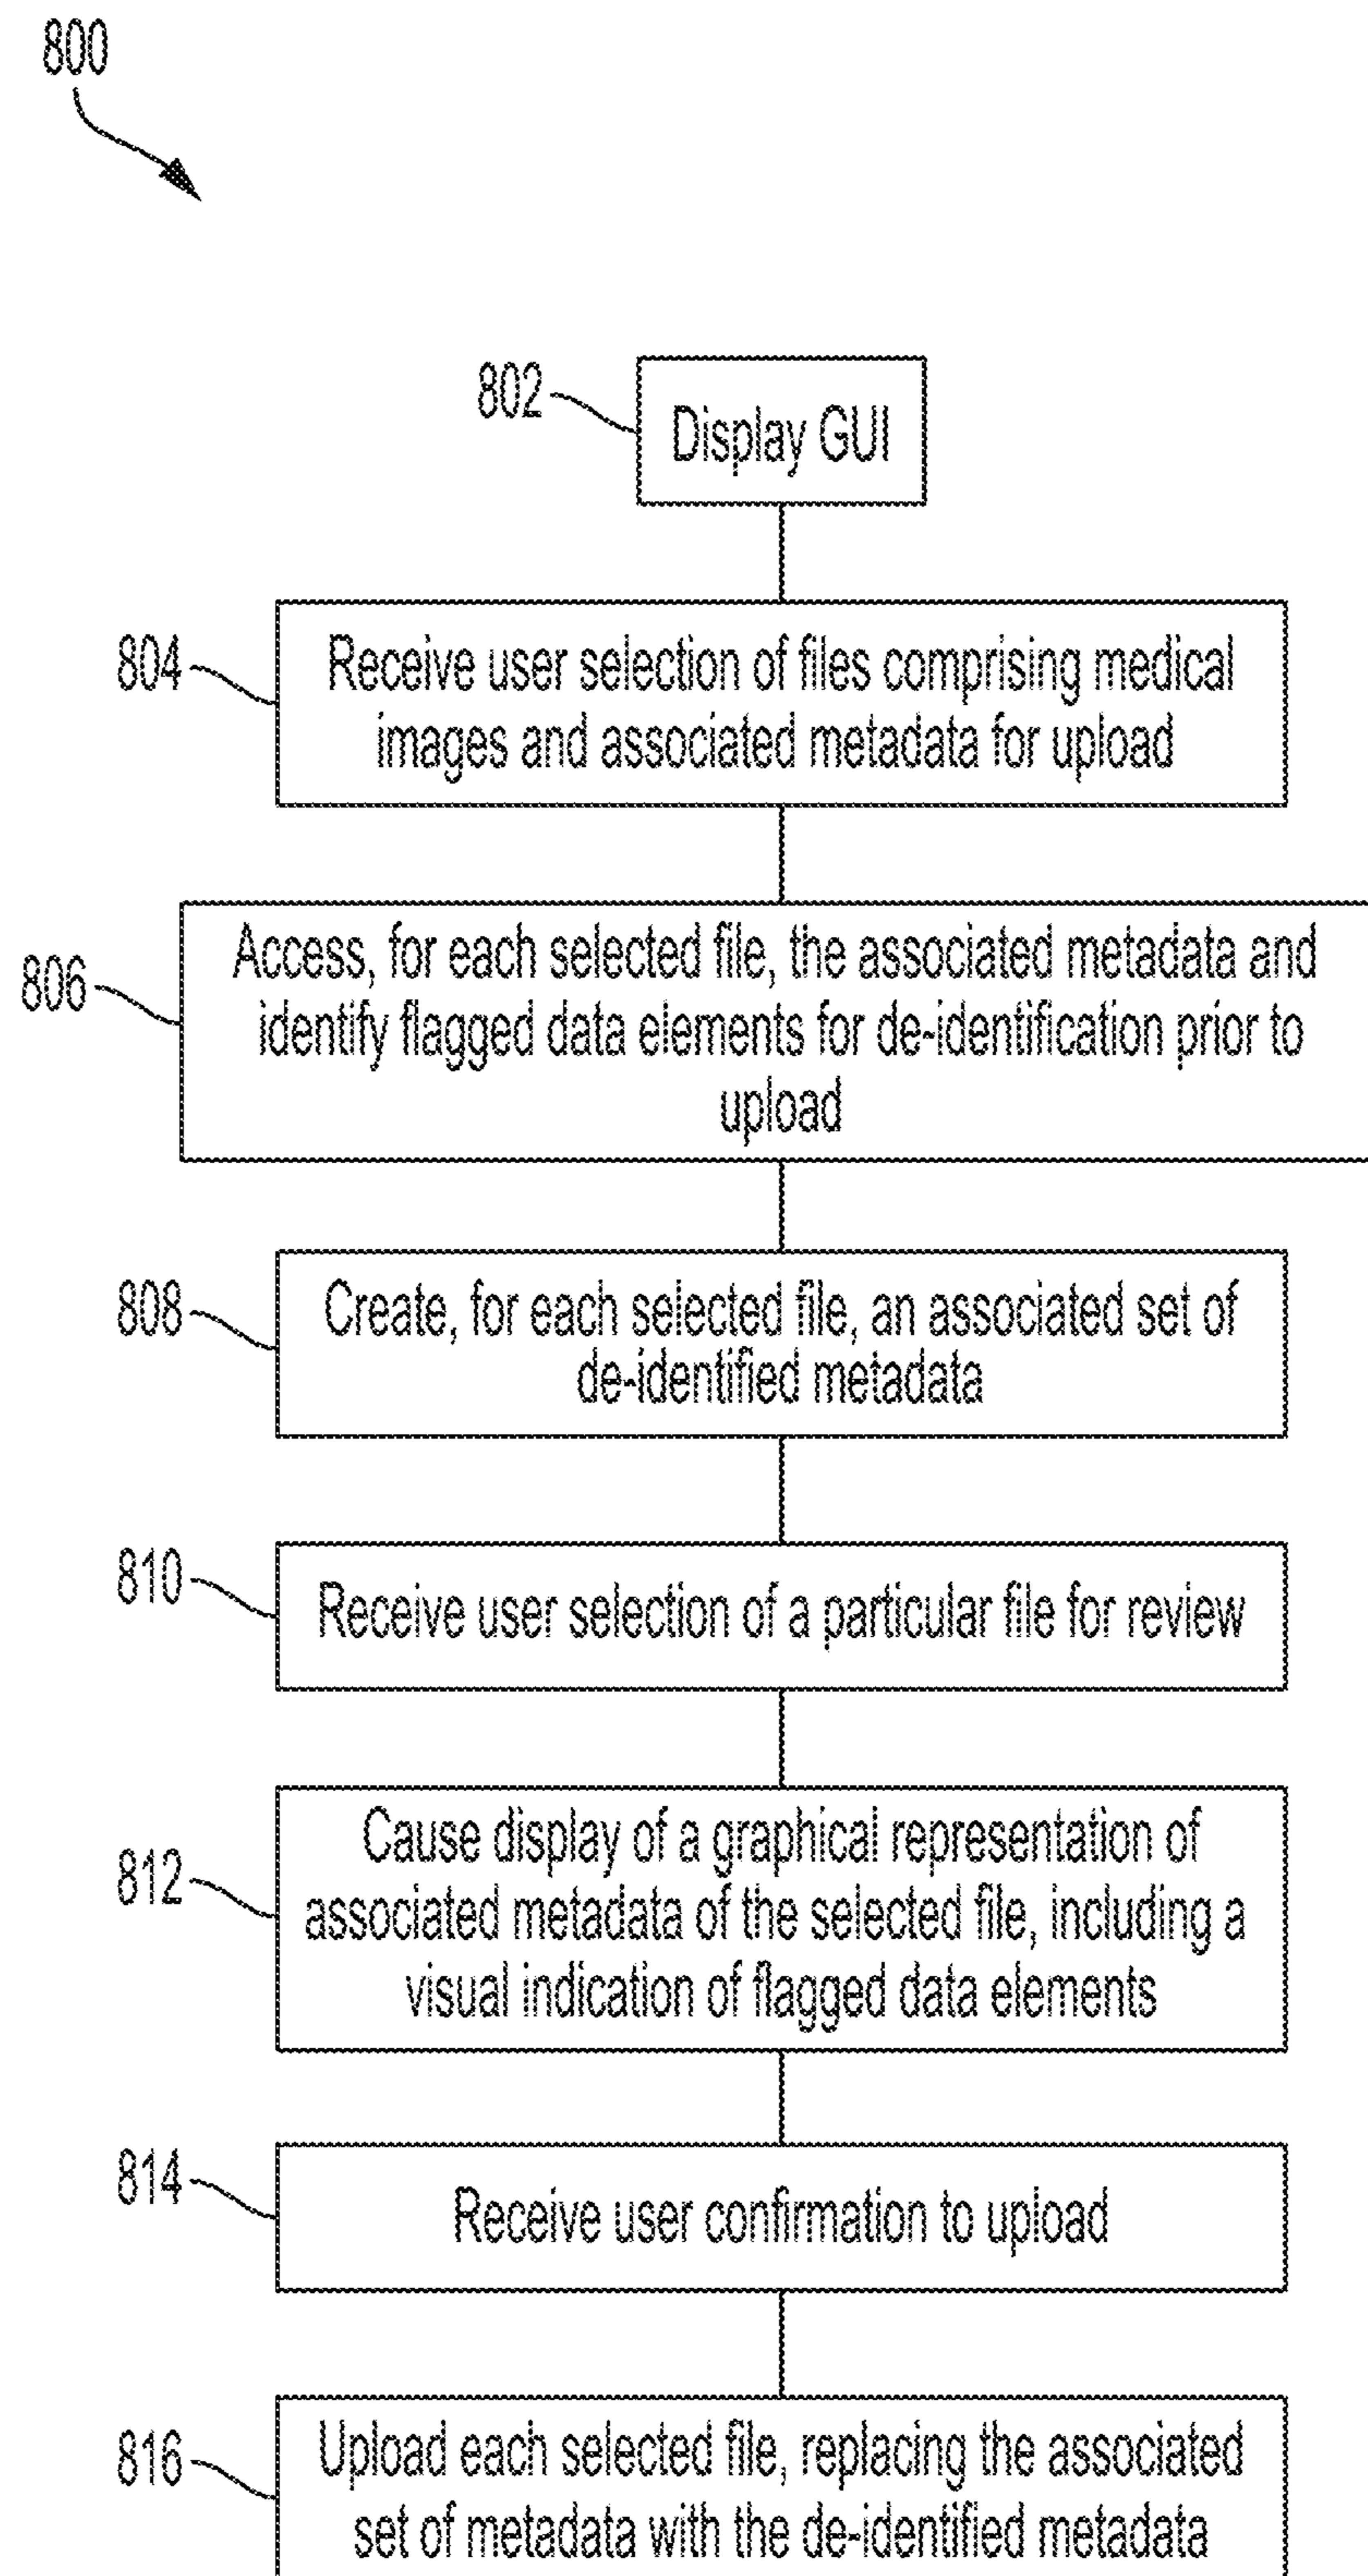 800
802
Display GUI
804
Receive user selection of files comprising medical
images and associated metadata for upload
806
Access, for each selected file, the associated metadata and
identify flagged data elements for de-identification prior to
upload
808
Create, for each selected file, an associated set of
de-identified metadata
810
Receive user selection of a particular file for review
812
Cause display of a graphical representation of
associated metadata of the selected file, including a
visual indication of flagged data elements
814
Receive user confirmation to upload
816
Upload each selected file, replacing the associated
set of metadata with the de-identified metadata